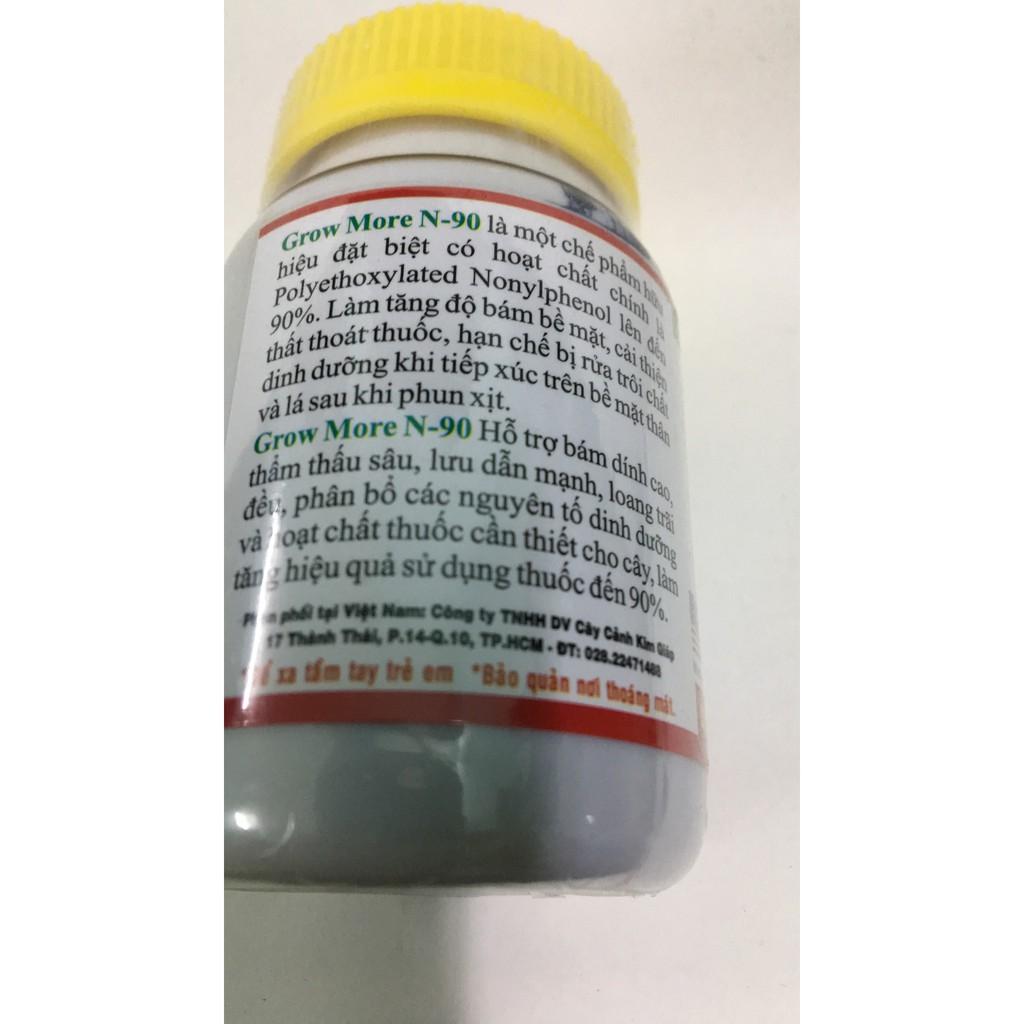 Grow More N-90 là một chế phẩm hữu
hiệu đặt biệt có hoạt chất chính là
Polyethoxylated Nonylphenol lên đến
90%. Làm tăng độ bám bề mặt, cải thiện
thất thoát thuốc, hạn chế bị rửa trôi chất
dinh dưỡng khi tiếp xúc trên bề mặt thân
và lá sau khi phun xịt.
Grow More N-90 Hỗ trợ bám dính cao,
thẩm thấu sâu, lưu dẫn mạnh, loang trãi
đều, phân bổ các nguyên tố dinh dưỡng
và hoạt chất thuốc cần thiết cho cây, làm
tăng hiệu quả sử dụng thuốc đến 90%.
Phân phối tại Việt Nam: Công ty TNHH DV Cây Cảnh Kim Giáp
17 Thành Thái, P.14-Q.10, TP.HCM - ĐT: 028.22471488
*Để xa tầm tay trẻ em *Bảo quản nơi thoáng mát.